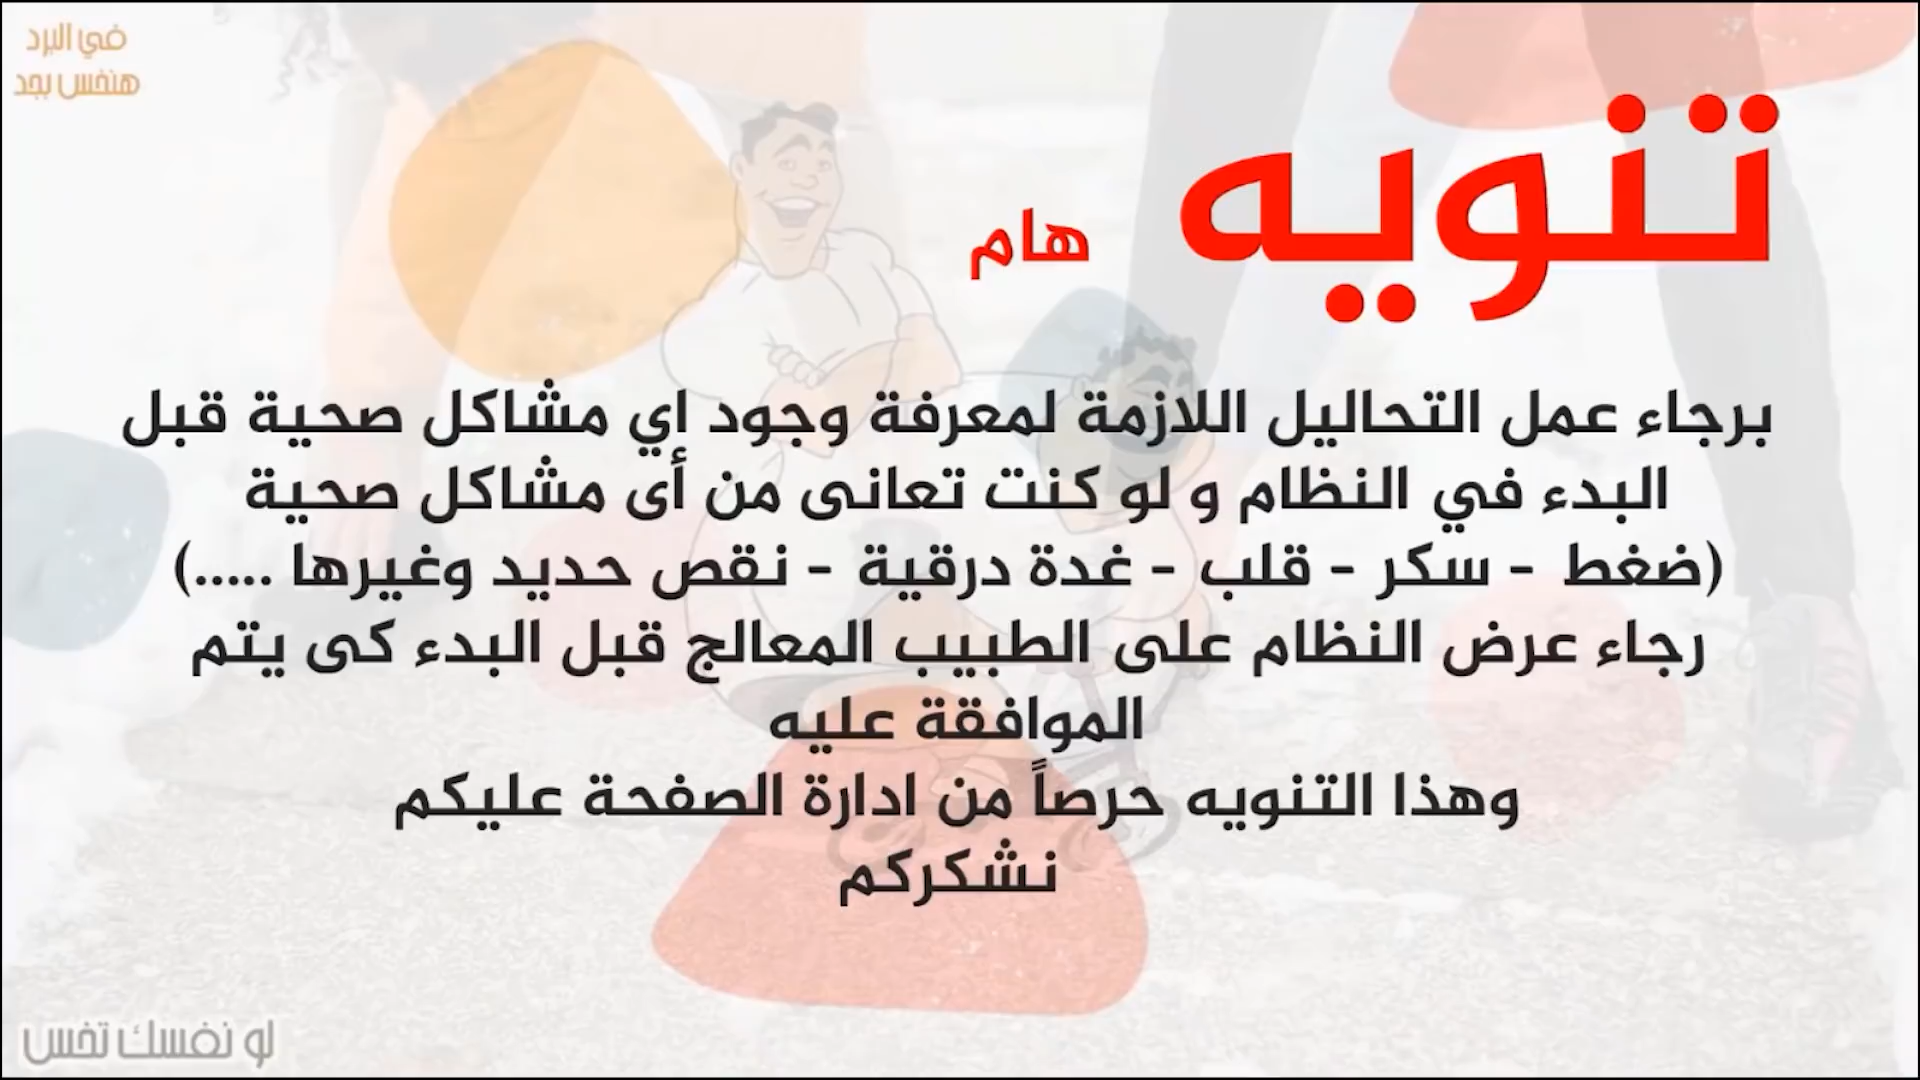 في البرد
هنخس بجد
تنويه هام
برجاء عمل التحاليل اللازمة لمعرفة وجود اي مشاكل صحية قبل
البدء في النظام و لو كنت تعانى من أى مشاكل صحية
(ضغط - سكر - قلب - غدة درقية - نقص حديد وغيرها .....)
رجاء عرض النظام على الطبيب المعالج قبل البدء كى يتم
الموافقة عليه
وهذا التنويه حرصاً من ادارة الصفحة عليكم
نشكركم
لو نفسك تخس